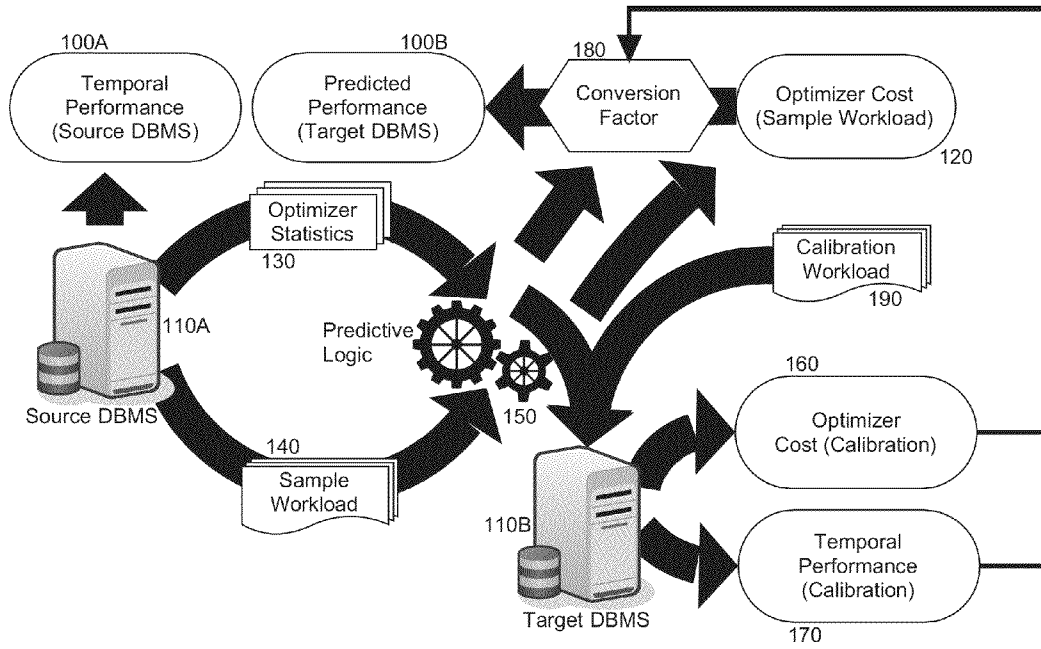 100A
Temporal
Performance
(Source DBMS)
100B
Predicted
Performance
(Target DBMS)
180
Conversion
Factor
Optimizer Cost
(Sample Workload)
120
Optimizer
Statistics
130
Calibration
Workload
190
110A
Source DBMS
Predictive
Logic
150
140
Sample
Workload
160
Optimizer
Cost (Calibration)
110B
Target DBMS
Temporal
Performance
(Calibration)
170